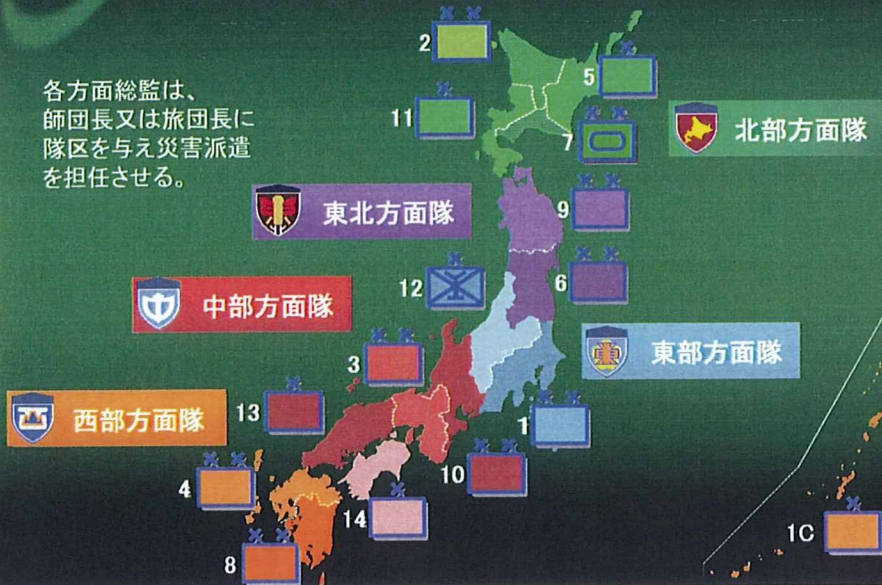 各方面総監は、
師団長又は旅団長に
隊区を与え災害派遣
を担任させる。
2
5
11
7
北部方面隊
東北方面隊
9
12
6
中部方面隊
東部方面隊
3
13
西部方面隊
1
10
4
14
1C
8